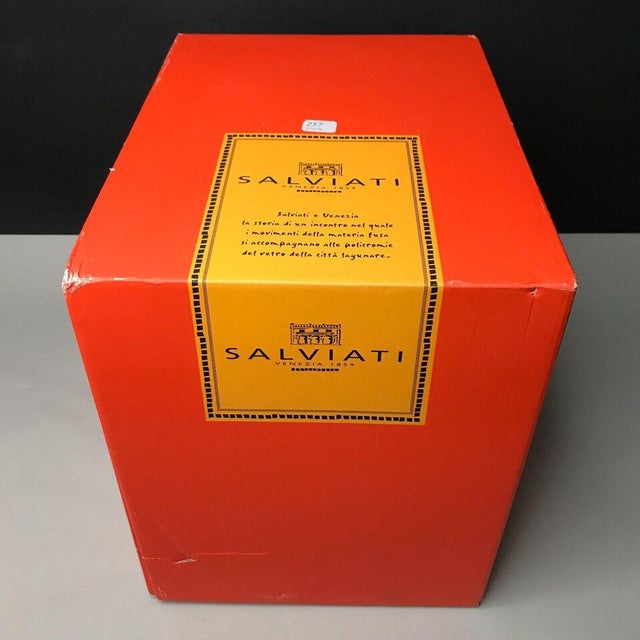 257
SALVIATI
VENEZIA 1859
Salviati e Venezia
la storia di un incontro nel quale
i movimenti della materia fusa
si accompagnano alle policromie
del vetro della città lagunare...
SALVIATI
VENEZIA 1859